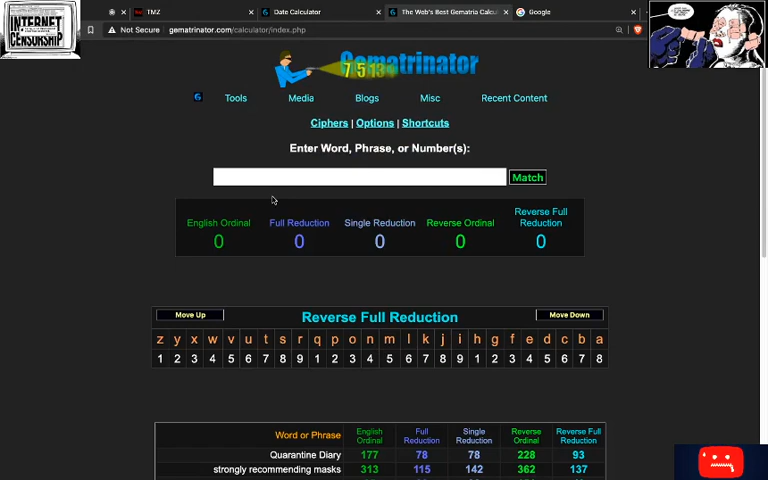 INTERNET
CENSORSHIP
TMZ
Date Calculator
The Web's Best Gematria Calcu
Google
Not Secure gematrinator.com/calculator/index.php
Gematrinator
Tools Media Blogs Misc Recent Content
Ciphers | Options | Shortcuts
Enter Word, Phrase, or Number(s):
Match
English Ordinal Full Reduction Single Reduction Reverse Ordinal Reverse Full Reduction
0 0 0 0 0
Move Up Reverse Full Reduction Move Down
z y x w v u t s r q p o n m l k j i h g f e d c b a
1 2 3 4 5 6 7 8 9 1 2 3 4 5 6 7 8 9 1 2 3 4 5 6 7 8
Word or Phrase English Ordinal Full Reduction Single Reduction Reverse Ordinal Reverse Full Reduction
Quarantine Diary 177 78 78 228 93
strongly recommending masks 313 115 142 362 137